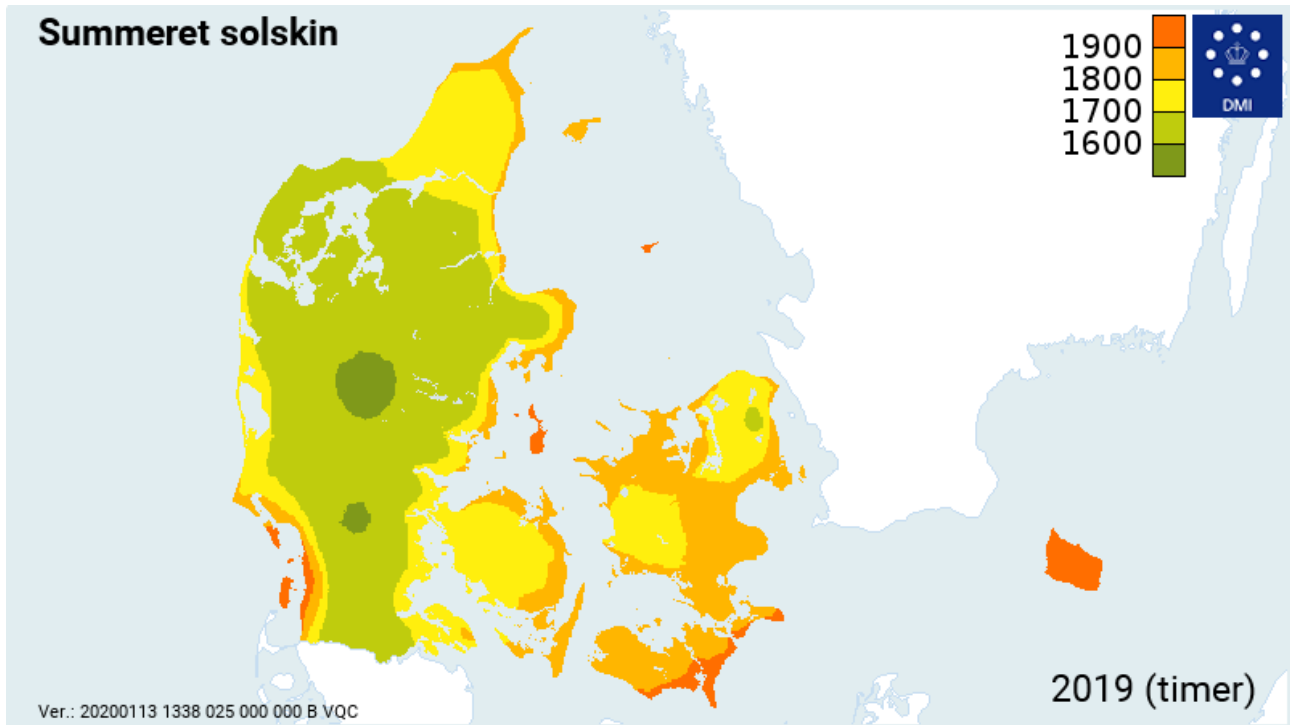 Summeret solskin
1900
1800
1700
1600
DMI
2019 (timer)
Ver.: 20200113 1338 025 000 000 B VQC